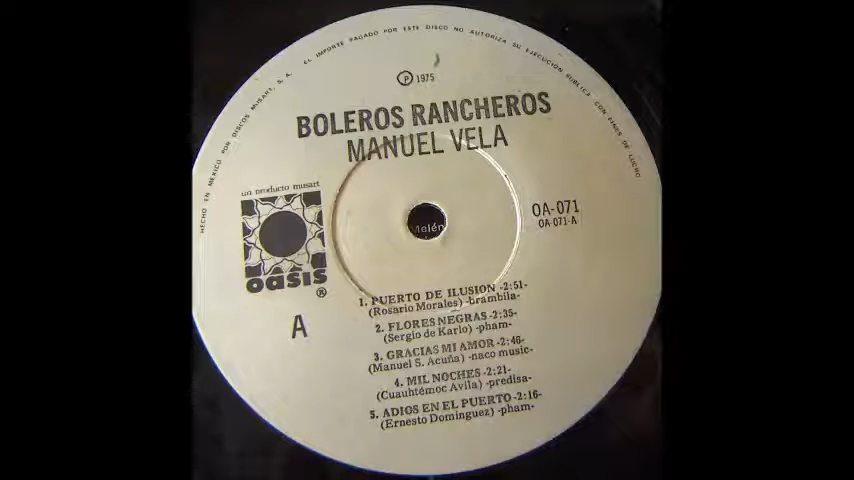 HECHO EN MEXICO POR DISCOS MUSART, S. A. EL IMPORTE PAGADO POR ESTE DISCO NO AUTORIZA SU EJECUCION PUBLICA CON FINES DE LUCRO
Ⓟ 1975
BOLEROS RANCHEROS
MANUEL VELA
un producto musart
OASIS®
OA-071
OA-071-A
Melén
A
1. PUERTO DE ILUSION -2:51-
(Rosario Morales) -brambila-
2. FLORES NEGRAS -2:35-
(Sergio de Karlo) -pham-
3. GRACIAS MI AMOR -2:46-
(Manuel S. Acuña) -naco music-
4. MIL NOCHES -2:21-
(Cuauhtémoc Avila) -predisa-
5. ADIOS EN EL PUERTO -2:16-
(Ernesto Domínguez) -pham-